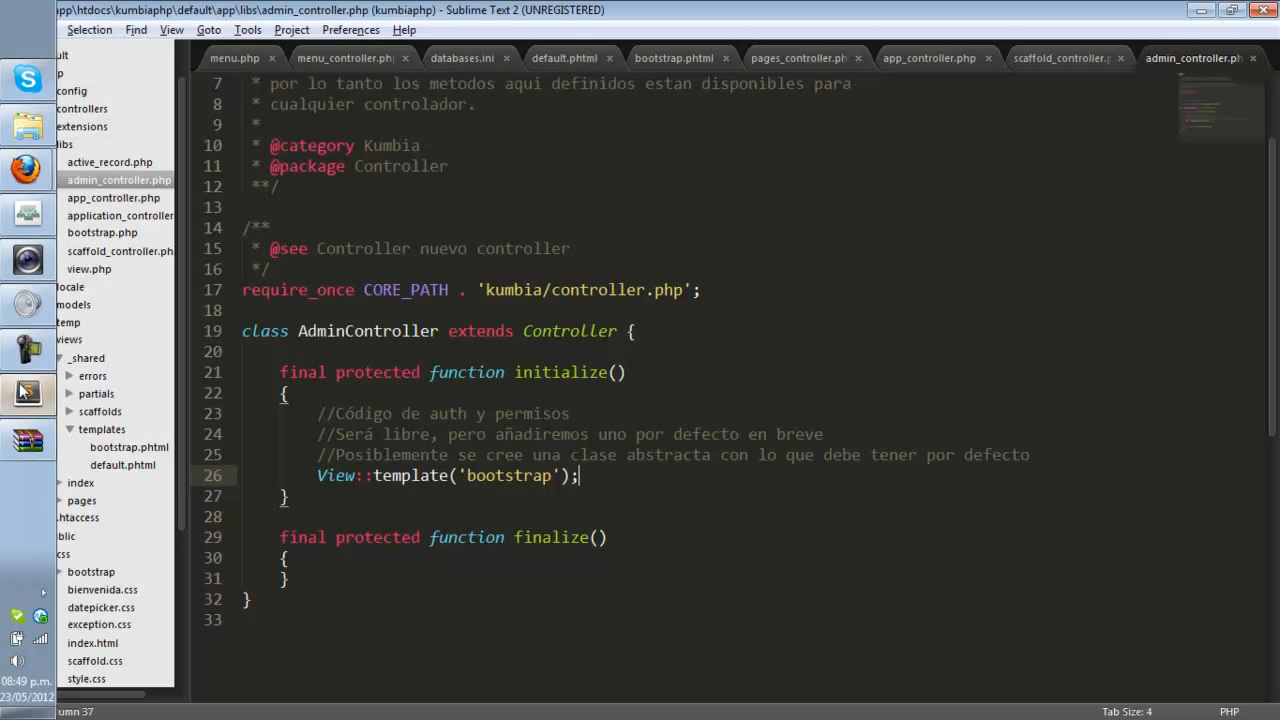 app\htdocs\kumbiaphp\default\app\libs\admin_controller.php (kumbiaphp) - Sublime Text 2 (UNREGISTERED)
Selection Find View Goto Tools Project Preferences Help
menu.php × menu_controller.php × databases.ini × default.phtml × bootstrap.phtml × pages_controller.ph × app_controller.php × scaffold_controller.p × admin_controller.ph ×
ult
p
config
controllers
extensions
libs
active_record.php
admin_controller.php
app_controller.php
application_controller
bootstrap.php
scaffold_controller.ph
view.php
locale
models
temp
views
_shared
errors
partials
scaffolds
templates
bootstrap.phtml
default.phtml
index
pages
.htaccess
blic
css
bootstrap
bienvenida.css
datepicker.css
exception.css
index.html
scaffold.css
style.css
7 * por lo tanto los metodos aqui definidos estan disponibles para
8 * cualquier controlador.
9 *
10 * @category Kumbia
11 * @package Controller
12 **/
13
14 /**
15 * @see Controller nuevo controller
16 */
17 require_once CORE_PATH . 'kumbia/controller.php';
18
19 class AdminController extends Controller {
20
21 final protected function initialize()
22 {
23 //Código de auth y permisos
24 //Será libre, pero añadiremos uno por defecto en breve
25 //Posiblemente se cree una clase abstracta con lo que debe tener por defecto
26 View::template('bootstrap');
27 }
28
29 final protected function finalize()
30 {
31 }
32 }
33
08:49 p.m.
23/05/2012
umn 37
Tab Size: 4
PHP